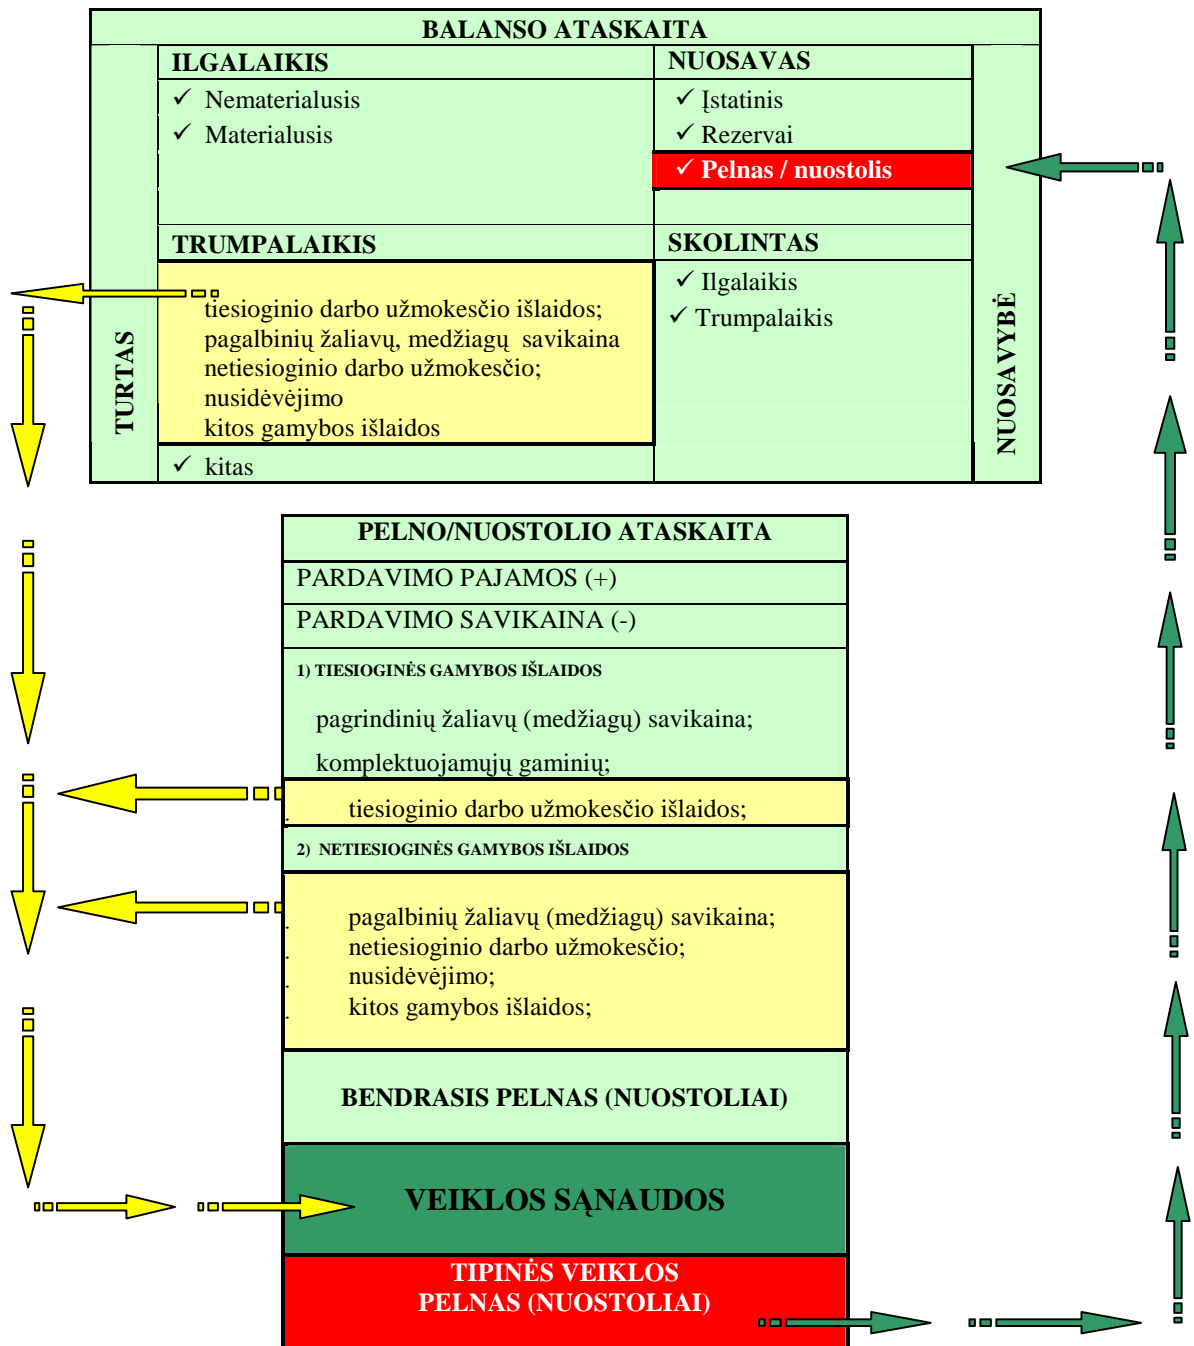 BALANSO ATASKAITA
TURTAS
ILGALAIKIS
✓ Nematerialusis
✓ Materialusis
TRUMPALAIKIS
tiesioginio darbo užmokesčio išlaidos;
pagalbinių žaliavų, medžiagų savikaina
netiesioginio darbo užmokesčio;
nusidėvėjimo
kitos gamybos išlaidos
✓ kitas
NUOSAVAS
✓ Įstatinis
✓ Rezervai
✓ Pelnas / nuostolis
SKOLINTAS
✓ Ilgalaikis
✓ Trumpalaikis
NUOSAVYBĖ
PELNO/NUOSTOLIO ATASKAITA
PARDAVIMO PAJAMOS (+)
PARDAVIMO SAVIKAINA (-)
1) TIESIOGINĖS GAMYBOS IŠLAIDOS
pagrindinių žaliavų (medžiagų) savikaina;
komplektuojamųjų gaminių;
tiesioginio darbo užmokesčio išlaidos;
2) NETIESIOGINĖS GAMYBOS IŠLAIDOS
pagalbinių žaliavų (medžiagų) savikaina;
netiesioginio darbo užmokesčio;
nusidėvėjimo;
kitos gamybos išlaidos;
BENDRASIS PELNAS (NUOSTOLIAI)
VEIKLOS SĄNAUDOS
TIPINĖS VEIKLOS
PELNAS (NUOSTOLIAI)